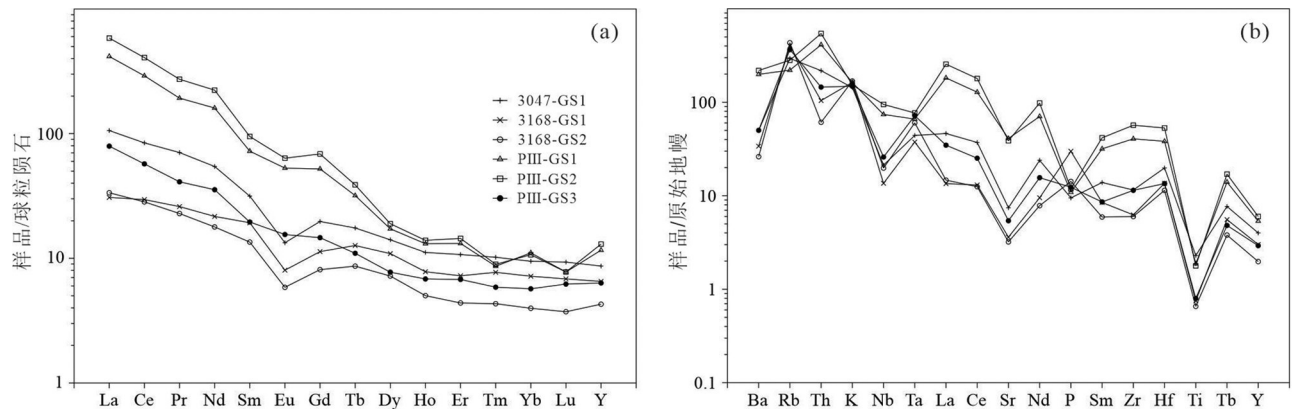 (a)
样品/球粒陨石
100
10
1
3047-GS1
3168-GS1
3168-GS2
PIII-GS1
PIII-GS2
PIII-GS3
La Ce Pr Nd Sm Eu Gd Tb Dy Ho Er Tm Yb Lu Y
(b)
样品/原始地幔
100
10
1
0.1
Ba Rb Th K Nb Ta La Ce Sr Nd P Sm Zr Hf Ti Tb Y